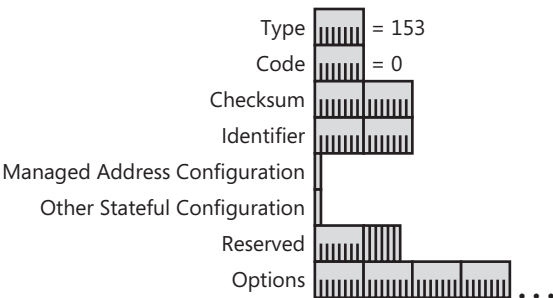 Type = 153
Code = 0
Checksum
Identifier
Managed Address Configuration
Other Stateful Configuration
Reserved
Options ...